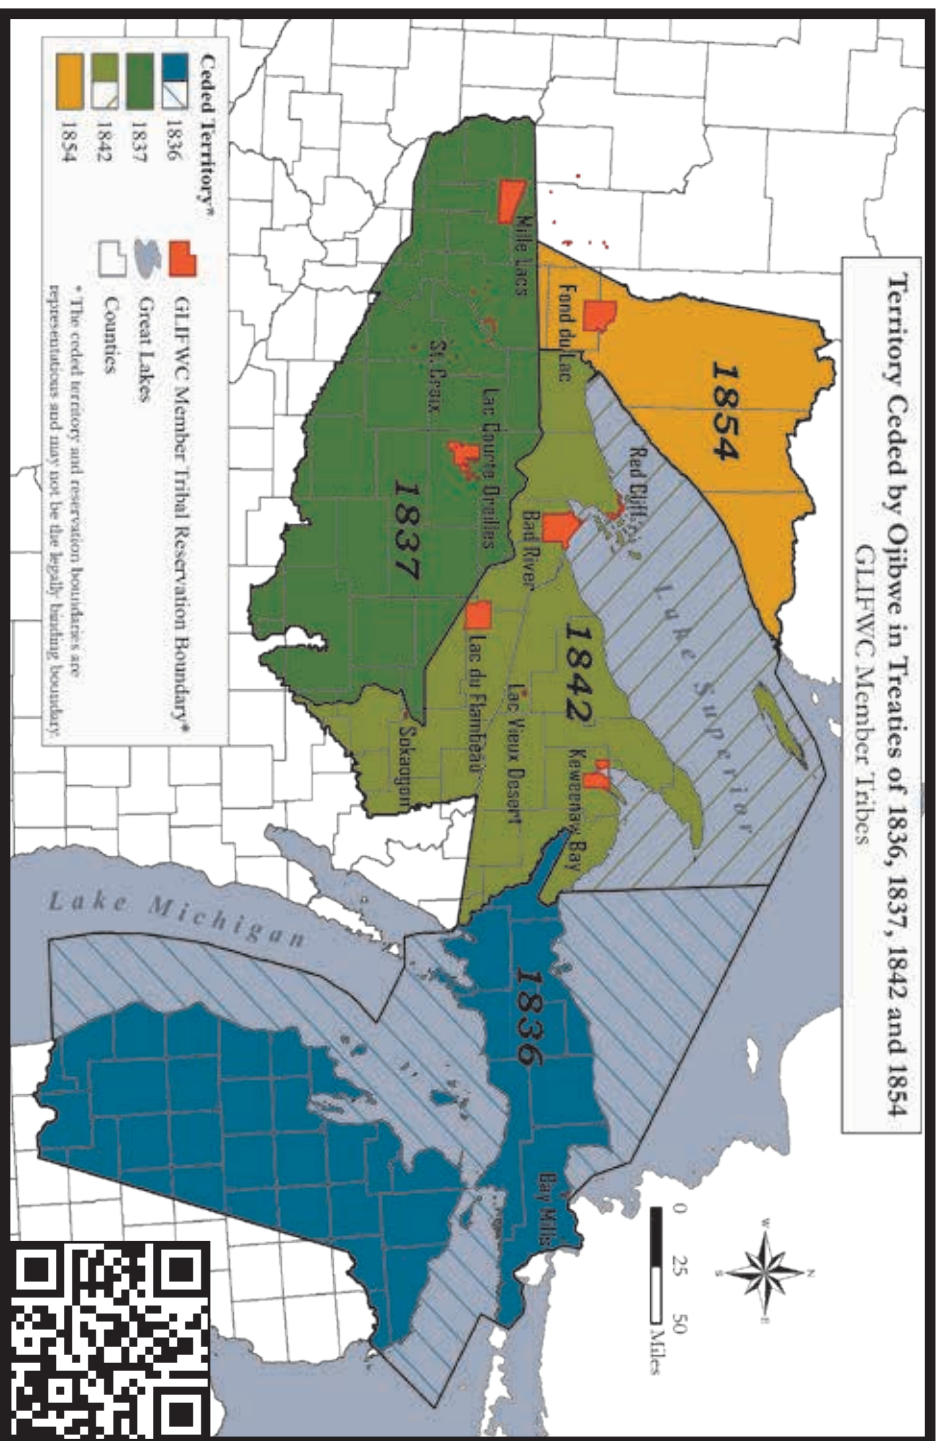 Territory Ceded by Ojibwe in Treaties of 1836, 1837, 1842 and 1854
GLIFWC Member Tribes
N
W
E
S
0 25 50
Miles
1854
Fond du Lac
Mille Lacs
Red Cliff
Lake Superior
Bad River
1842
Keweenaw Bay
Lac Vieux Desert
Lac du Flambeau
Lac Courte Oreilles
St. Croix
1837
Sokaogon
1836
Bay Mills
Lake Michigan
Ceded Territory*
1836
1837
1842
1854
GLIFWC Member Tribal Reservation Boundary*
Great Lakes
Counties
* The ceded territory and reservation boundaries are
representations and may not be the legally binding boundary.